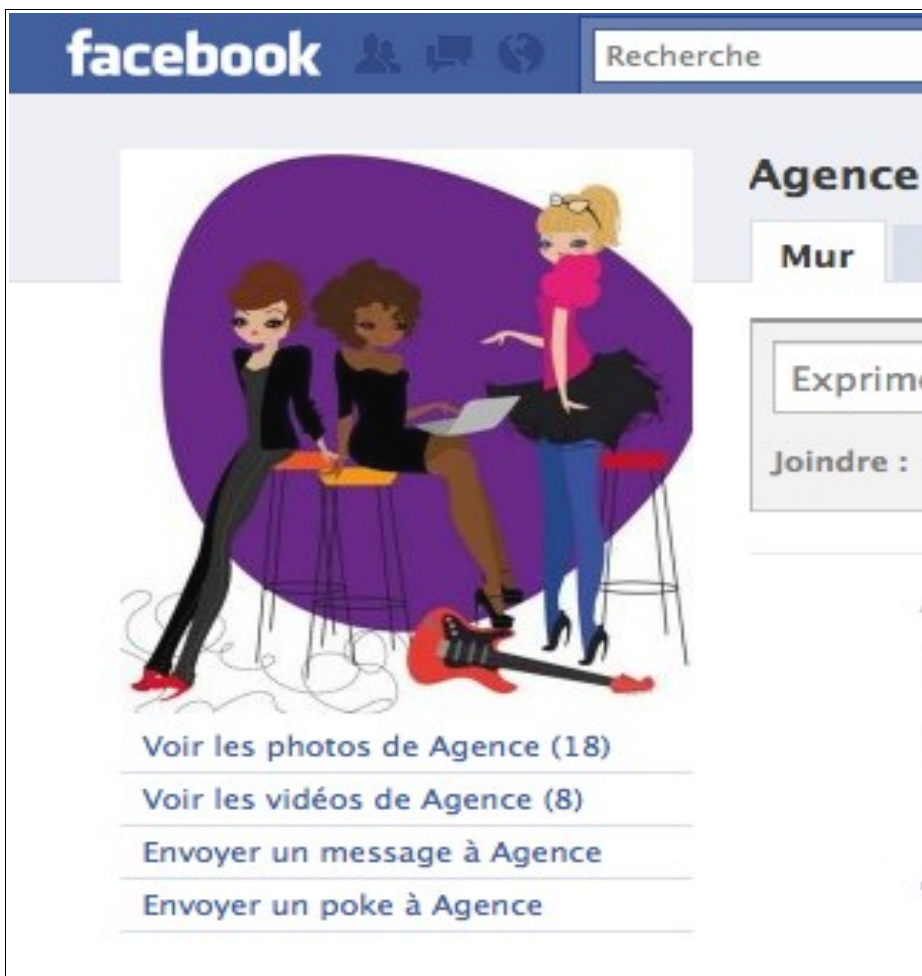 facebook
Recherche
Agence
Mur
Exprim
Joindre :
Voir les photos de Agence (18)
Voir les vidéos de Agence (8)
Envoyer un message à Agence
Envoyer un poke à Agence